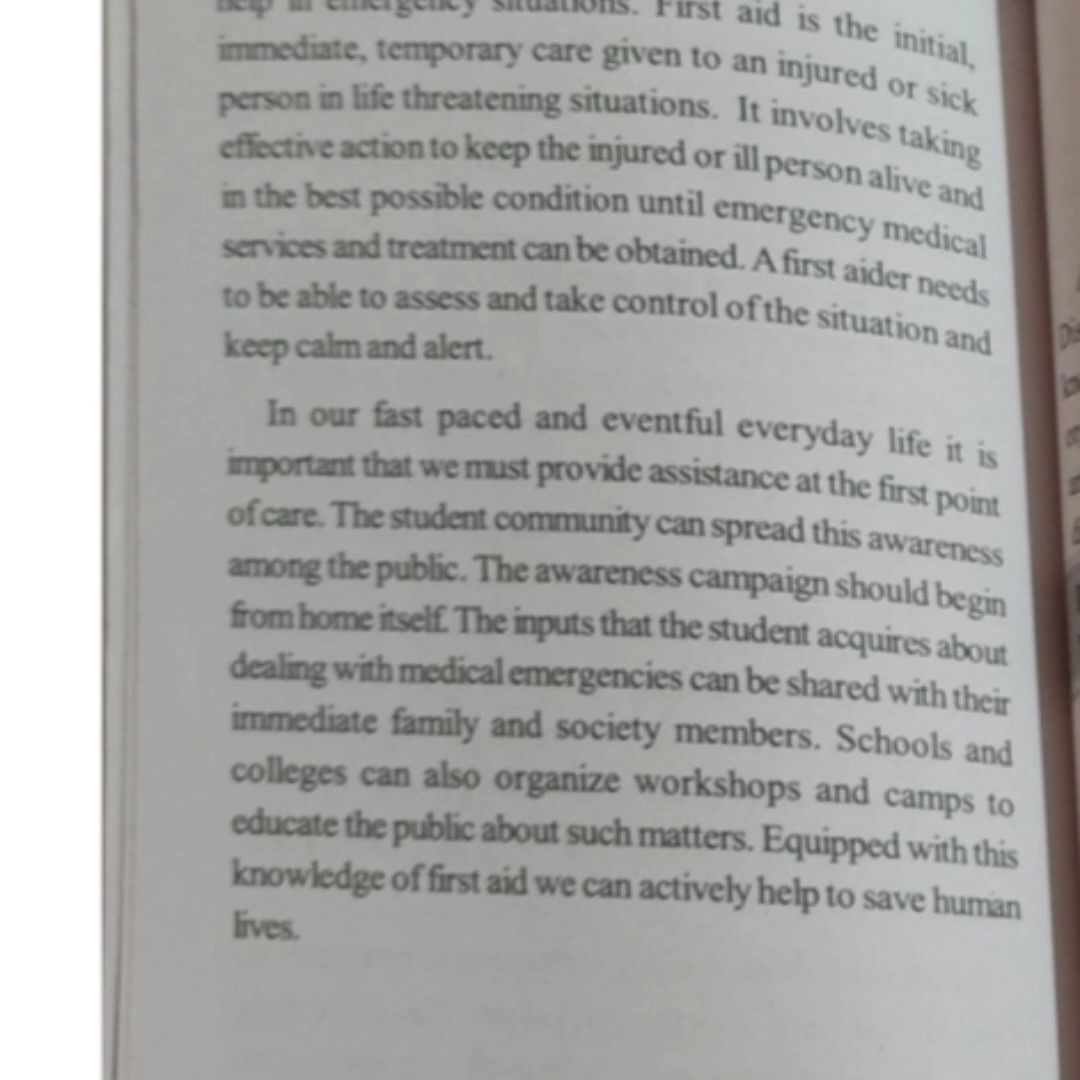 help in emergency situations. First aid is the initial,
immediate, temporary care given to an injured or sick
person in life threatening situations. It involves taking
effective action to keep the injured or ill person alive and
in the best possible condition until emergency medical
services and treatment can be obtained. A first aider needs
to be able to assess and take control of the situation and
keep calm and alert.
In our fast paced and eventful everyday life it is
important that we must provide assistance at the first point
of care. The student community can spread this awareness
among the public. The awareness campaign should begin
from home itself. The inputs that the student acquires about
dealing with medical emergencies can be shared with their
immediate family and society members. Schools and
colleges can also organize workshops and camps to
educate the public about such matters. Equipped with this
knowledge of first aid we can actively help to save human
lives.